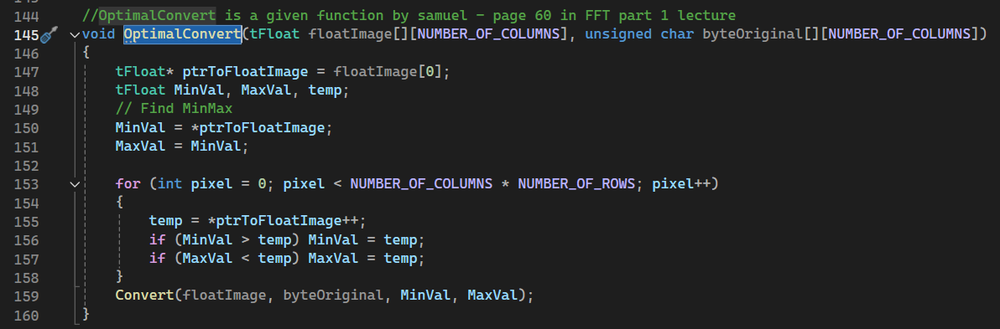 144 //OptimalConvert is a given function by samuel - page 60 in FFT part 1 lecture
145 void OptimalConvert(tFloat floatImage[][NUMBER_OF_COLUMNS], unsigned char byteOriginal[][NUMBER_OF_COLUMNS])
146 {
147 tFloat* ptrToFloatImage = floatImage[0];
148 tFloat MinVal, MaxVal, temp;
149 // Find MinMax
150 MinVal = *ptrToFloatImage;
151 MaxVal = MinVal;
152
153 for (int pixel = 0; pixel < NUMBER_OF_COLUMNS * NUMBER_OF_ROWS; pixel++)
154 {
155 temp = *ptrToFloatImage++;
156 if (MinVal > temp) MinVal = temp;
157 if (MaxVal < temp) MaxVal = temp;
158 }
159 Convert(floatImage, byteOriginal, MinVal, MaxVal);
160 }